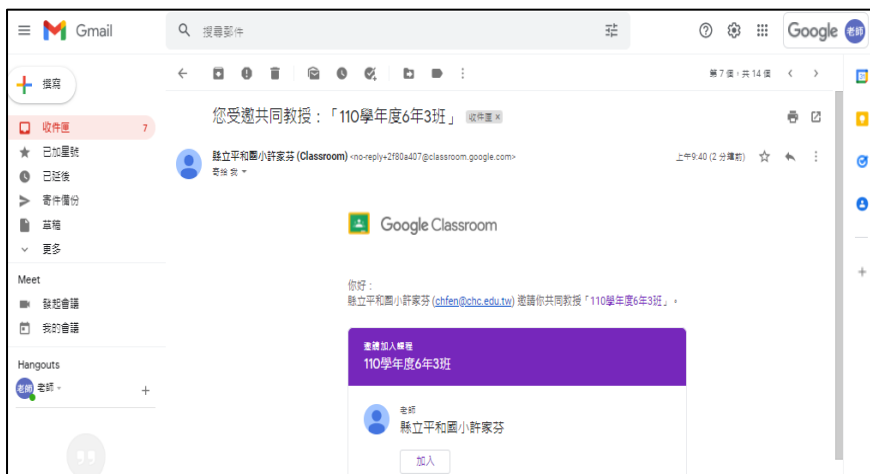 Gmail
搜尋郵件
Google 老師
撰寫
第 7 個，共 14 個
您受邀共同教授：「110學年度6年3班」 收件匣 x
收件匣 7
已加星號
已延後
寄件備份
草稿
更多
縣立平和國小許家芬 (Classroom) <no-reply+2f80a407@classroom.google.com>
上午9:40 (2 分鐘前)
寄給 我
Google Classroom
你好：
縣立平和國小許家芬 (chfen@chc.edu.tw) 邀請你共同教授「110學年度6年3班」。
Meet
發起會議
我的會議
邀請加入課程
110學年度6年3班
Hangouts
老師 老師
+
老師
縣立平和國小許家芬
加入